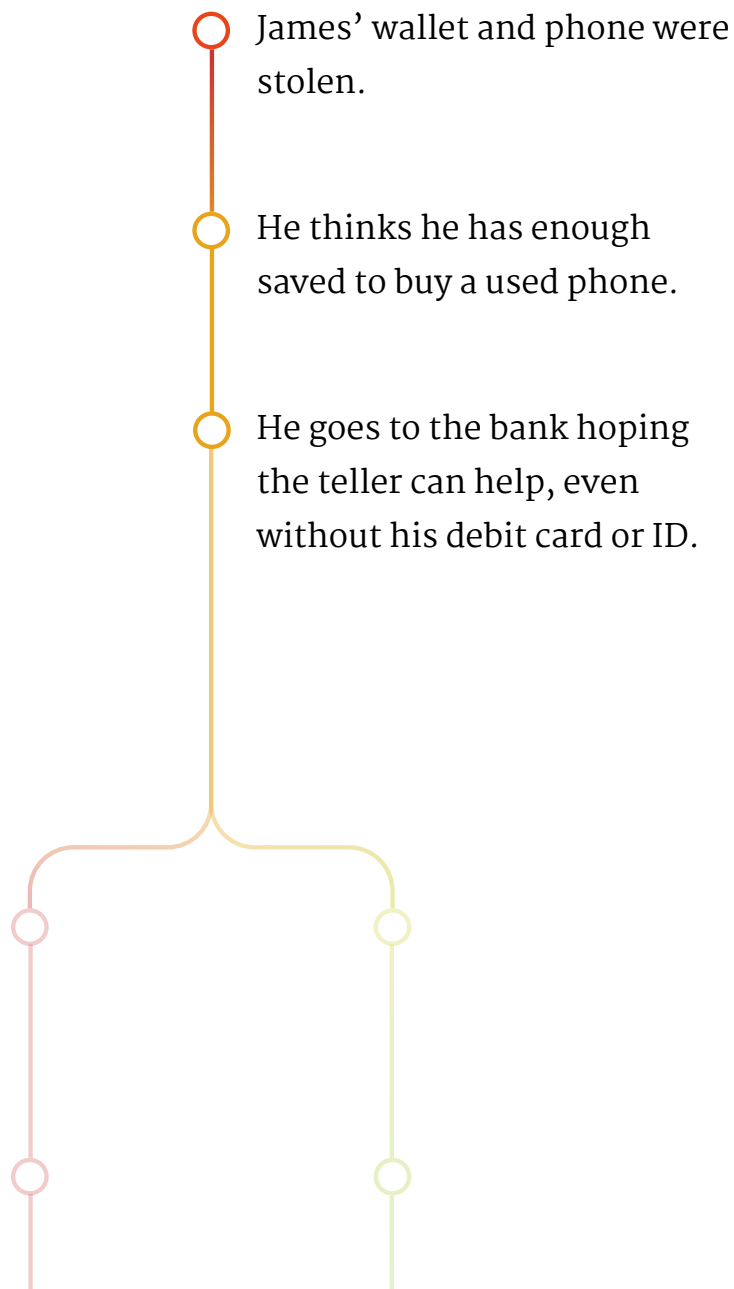 James’ wallet and phone were
stolen.
He thinks he has enough
saved to buy a used phone.
He goes to the bank hoping
the teller can help, even
without his debit card or ID.